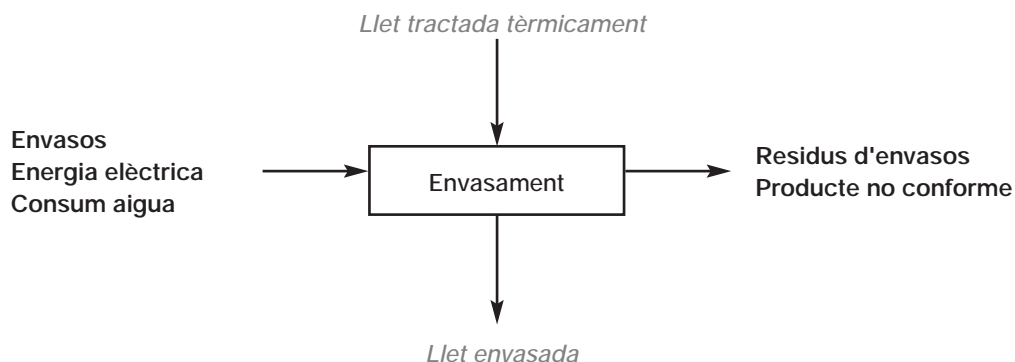 Llet tractada tèrmicament
Envasos
Energia elèctrica
Consum aigua
Envasament
Residus d'envasos
Producte no conforme
Llet envasada